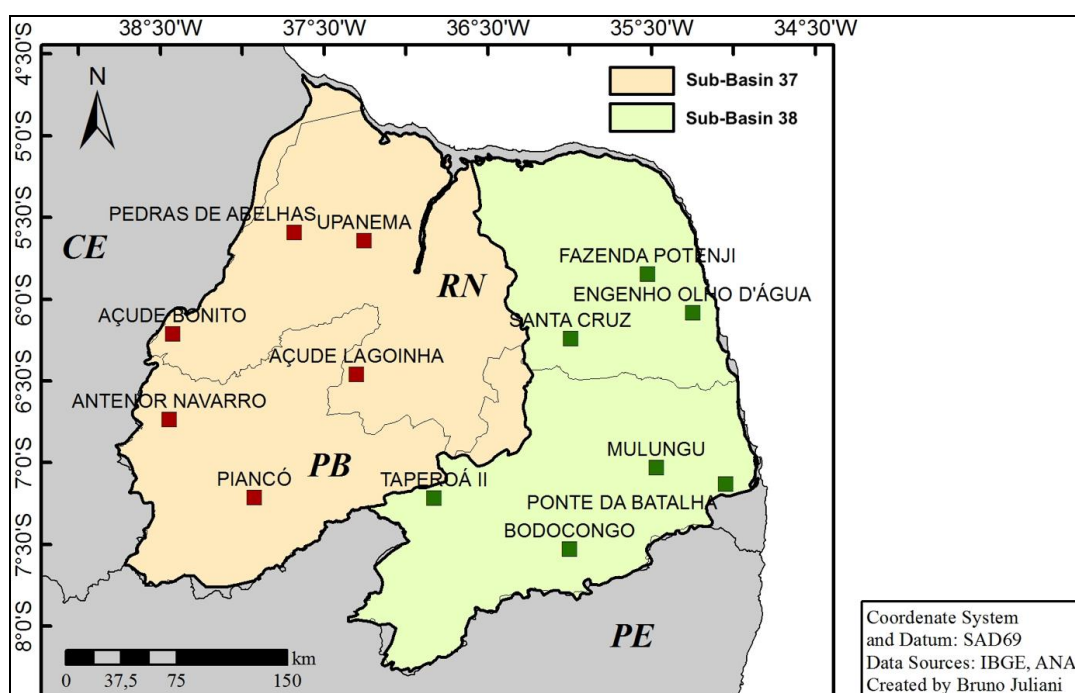 38°30'S 37°30'S 36°30'S 35°30'S
4°30'S
5°0'S
5°30'S
6°0'S
6°30'S
7°0'S
7°30'S
8°0'S
N
Sub-Basin 37
Sub-Basin 38
PEDRAS DE ABELHAS
UPANEMA
CE
RN
FAZENDA POTENJI
ENGENHO OLHO D'ÁGUA
AÇUDE BONITO
SANTA CRUZ
AÇUDE LAGOINHA
ANTENOR NAVARRO
MULUNGU
PB
PIANCÓ
TAPEROÁ II
PONTE DA BATALHA
BODOCONGO
PE
km
0 37,5 75 150
Coordenate System
and Datum: SAD69
Data Sources: IBGE, ANA
Created by Bruno Juliani